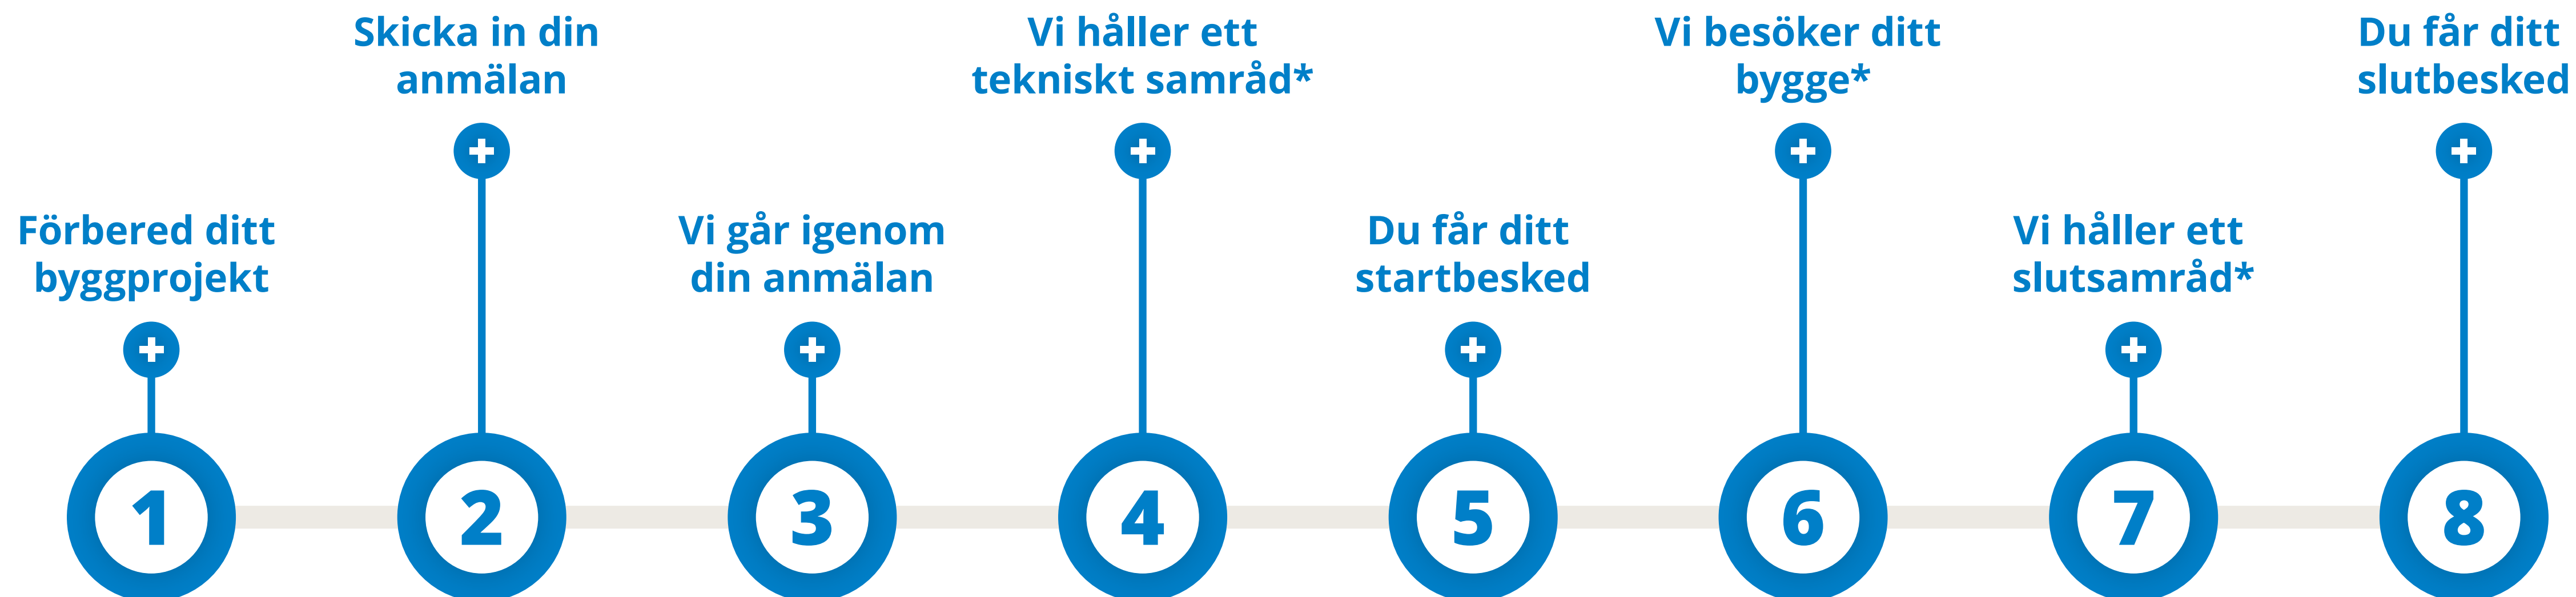 Förbered ditt
byggprojekt
1
Skicka in din
anmälan
2
Vi går igenom
din anmälan
3
Vi håller ett
tekniskt samråd*
4
Du får ditt
startbesked
5
Vi besöker ditt
bygge*
6
Vi håller ett
slutsamråd*
7
Du får ditt
slutbesked
8